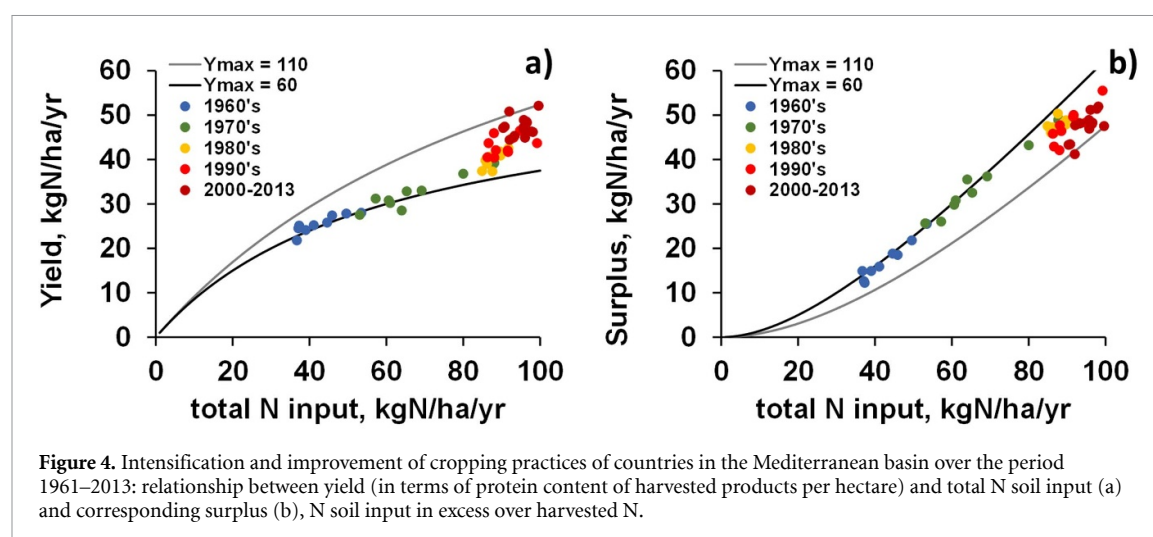 a)
Ymax = 110
Ymax = 60
1960's
1970's
1980's
1990's
2000-2013
60
50
40
30
20
10
0
0 20 40 60 80 100
Yield, kgN/ha/yr
total N input, kgN/ha/yr
b)
Ymax = 110
Ymax = 60
1960's
1970's
1980's
1990's
2000-2013
60
50
40
30
20
10
0
0 20 40 60 80 100
Surplus, kgN/ha/yr
total N input, kgN/ha/yr
Figure 4. Intensification and improvement of cropping practices of countries in the Mediterranean basin over the period
1961–2013: relationship between yield (in terms of protein content of harvested products per hectare) and total N soil input (a)
and corresponding surplus (b), N soil input in excess over harvested N.